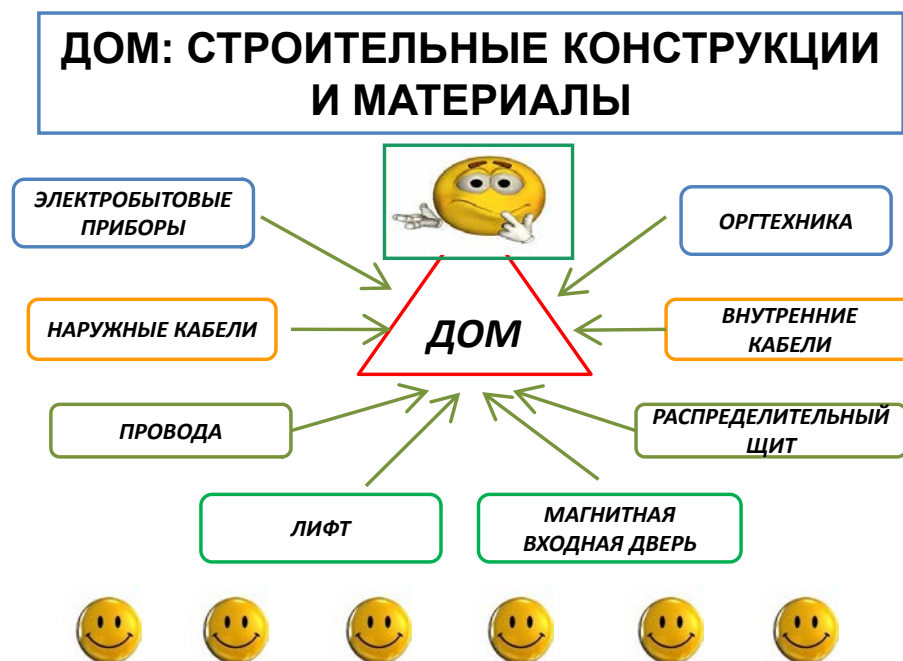 ДОМ: СТРОИТЕЛЬНЫЕ КОНСТРУКЦИИ
И МАТЕРИАЛЫ
ЭЛЕКТРОБЫТОВЫЕ
ПРИБОРЫ
ОРГТЕХНИКА
НАРУЖНЫЕ КАБЕЛИ
ДОМ
ВНУТРЕННИЕ
КАБЕЛИ
ПРОВОДА
РАСПРЕДЕЛИТЕЛЬНЫЙ
ЩИТ
ЛИФТ
МАГНИТНАЯ
ВХОДНАЯ ДВЕРЬ